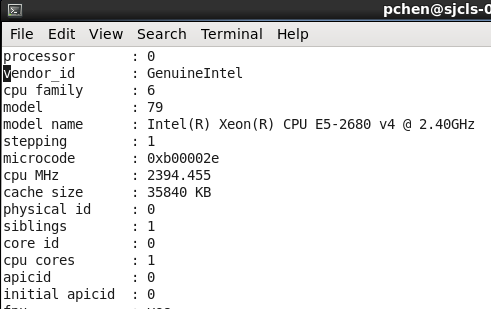 pchen@sjcls-0
File Edit View Search Terminal Help
processor : 0
vendor_id : GenuineIntel
cpu family : 6
model : 79
model name : Intel(R) Xeon(R) CPU E5-2680 v4 @ 2.40GHz
stepping : 1
microcode : 0xb00002e
cpu MHz : 2394.455
cache size : 35840 KB
physical id : 0
siblings : 1
core id : 0
cpu cores : 1
apicid : 0
initial apicid : 0